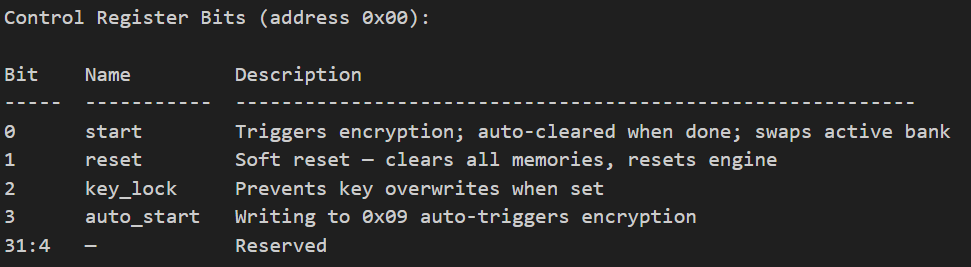 Control Register Bits (address 0x00):
Bit    Name         Description
-----  -----------  ----------------------------------------------------------
0      start        Triggers encryption; auto-cleared when done; swaps active bank
1      reset        Soft reset — clears all memories, resets engine
2      key_lock     Prevents key overwrites when set
3      auto_start   Writing to 0x09 auto-triggers encryption
31:4   —            Reserved